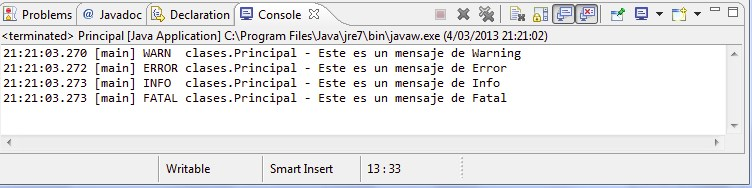 Problems @ Javadoc Declaration Console
<terminated> Principal [Java Application] C:\Program Files\Java\jre7\bin\javaw.exe (4/03/2013 21:21:02)
21:21:03.270 [main] WARN  clases.Principal - Este es un mensaje de Warning
21:21:03.272 [main] ERROR clases.Principal - Este es un mensaje de Error
21:21:03.273 [main] INFO  clases.Principal - Este es un mensaje de Info
21:21:03.273 [main] FATAL clases.Principal - Este es un mensaje de Fatal
Writable Smart Insert 13 : 33